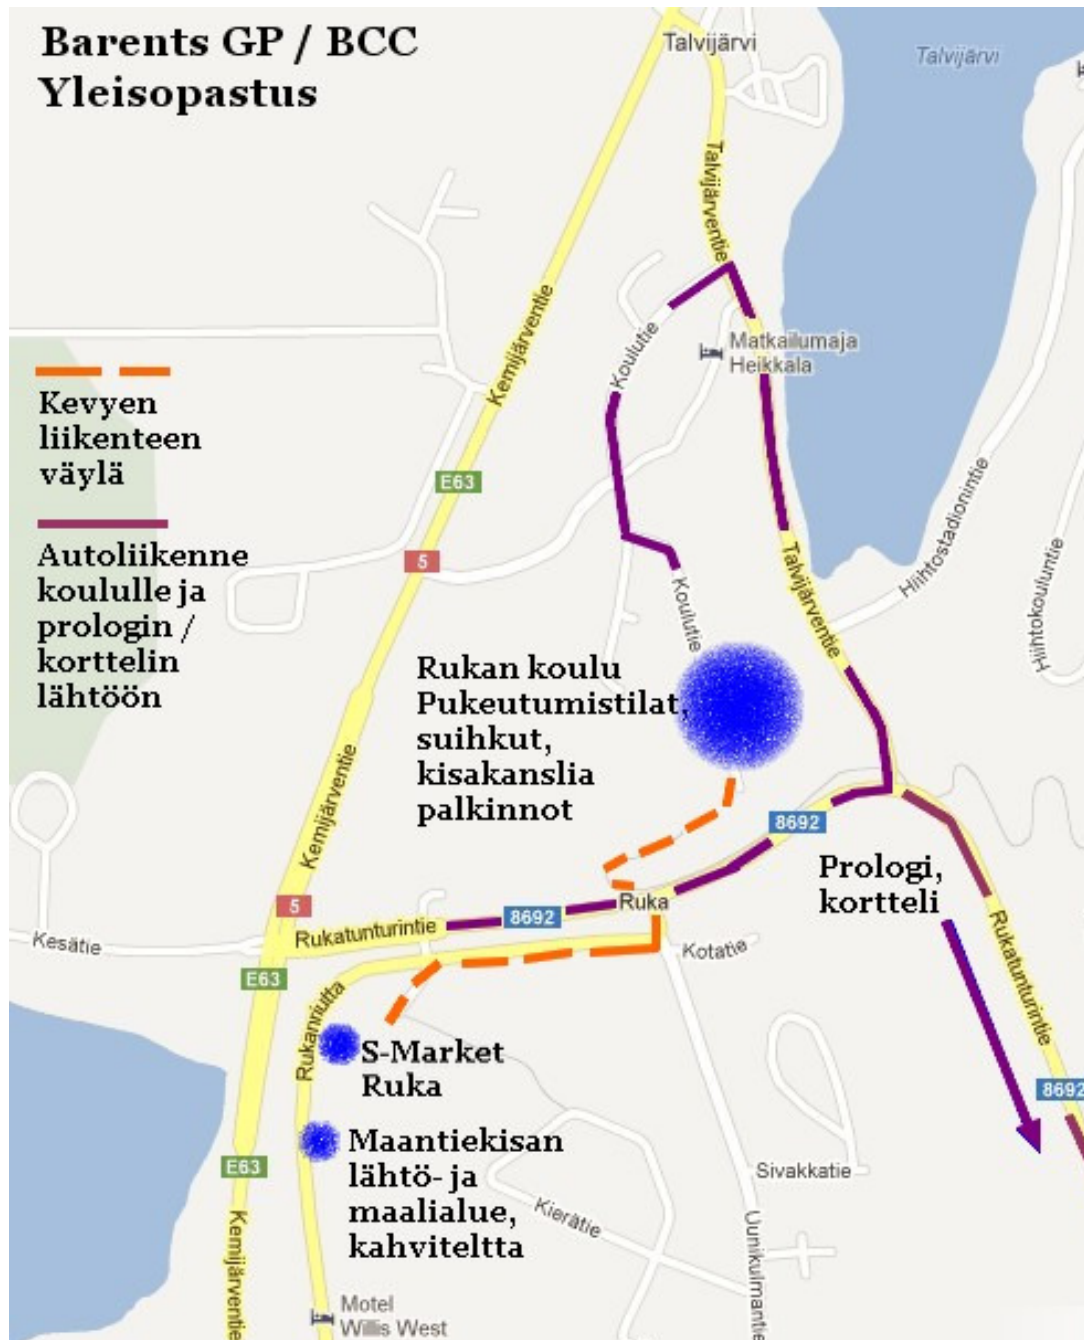 Barents GP / BCC
Yleisopastus
Talvijärvi
Talvijärvi
Talvijärventie
Kemijärventie
Koulutie
Matkailumaja
Heikkala
Kevyen
liikenteen
väylä
E63
Hiihtostadionintie
Autoliikenne
koululle ja
prologin /
korttelin
lähtöön
5
Talvijärventie
Koulutie
Hiihtokouluntie
Rukan koulu
Pukeutumistilat,
suihkut,
kisakanslia
palkinnot
Kemijärventie
8692
Prologi,
kortteli
5
8692
Ruka
Rukatunturintie
Kesätie
Kotatie
E63
Rukatunturintie
Rukanriutta
S-Market
Ruka
8692
Maantiekisan
lähtö- ja
maalialue,
kahviteltta
E63
Sivakkatie
Kierätie
Uunikulmantie
Kemijärventie
Motel
Willis West